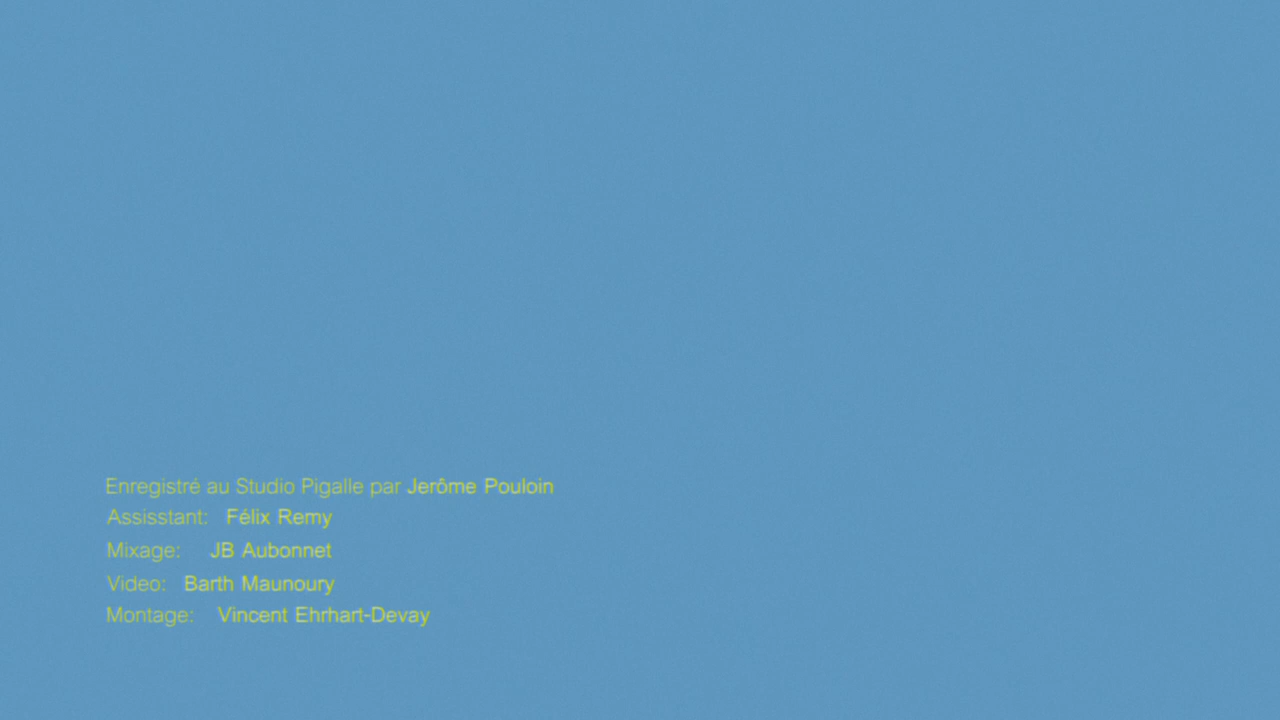 Enregistré au Studio Pigalle par Jerôme Pouloin
Assisstant: Félix Remy
Mixage: JB Aubonnet
Video: Barth Maunoury
Montage: Vincent Ehrhart-Devay